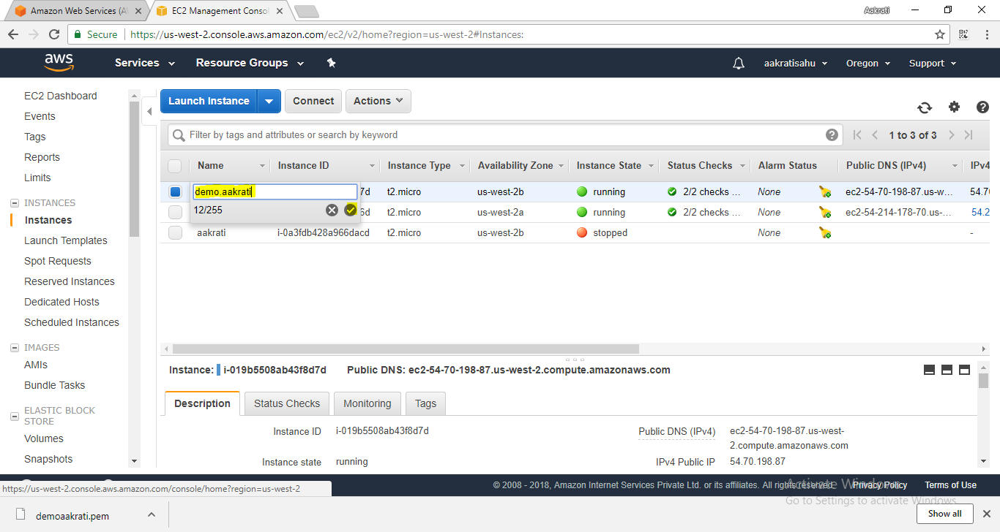 Amazon Web Services (A
EC2 Management Conso
Aakrati
Secure
https://us-west-2.console.aws.amazon.com/ec2/v2/home?region=us-west-2#Instances:
aws
Services
Resource Groups
aakratisahu
Oregon
Support
EC2 Dashboard
Events
Tags
Reports
Limits
INSTANCES
Instances
Launch Templates
Spot Requests
Reserved Instances
Dedicated Hosts
Scheduled Instances
IMAGES
AMIs
Bundle Tasks
ELASTIC BLOCK
STORE
Volumes
Snapshots
Launch Instance Connect Actions
Filter by tags and attributes or search by keyword
1 to 3 of 3
Name Instance ID Instance Type Availability Zone Instance State Status Checks Alarm Status Public DNS (IPv4) IPv4
demo.aakrati 7d t2.micro us-west-2b running 2/2 checks ... None ec2-54-70-198-87.us-w... 54.7
12/255 6d t2.micro us-west-2a running 2/2 checks ... None ec2-54-214-178-70.us-... 54.2
aakrati i-0a3fdb428a966dacd t2.micro us-west-2b stopped None -
Instance: i-019b5508ab43f8d7d Public DNS: ec2-54-70-198-87.us-west-2.compute.amazonaws.com
Description Status Checks Monitoring Tags
Instance ID i-019b5508ab43f8d7d Public DNS (IPv4) ec2-54-70-198-87.us-west-
2.compute.amazonaws.com
Instance state running IPv4 Public IP 54.70.198.87
https://us-west-2.console.aws.amazon.com/console/home?region=us-west-2
© 2008 - 2018, Amazon Internet Services Private Ltd. or its affiliates. All rights reserved. Privacy Policy Terms of Use
Activate Windows
Go to Settings to activate Windows.
demoaakrati.pem
Show all